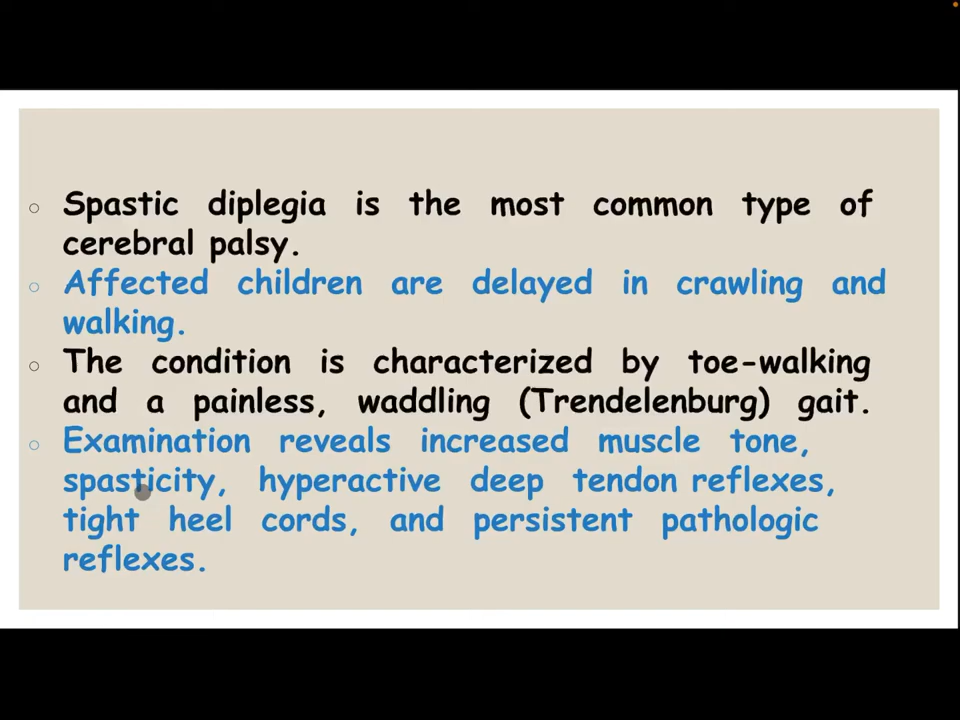 Spastic diplegia is the most common type of
cerebral palsy.
Affected children are delayed in crawling and
walking.
The condition is characterized by toe-walking
and a painless, waddling (Trendelenburg) gait.
Examination reveals increased muscle tone,
spasticity, hyperactive deep tendon reflexes,
tight heel cords, and persistent pathologic
reflexes.